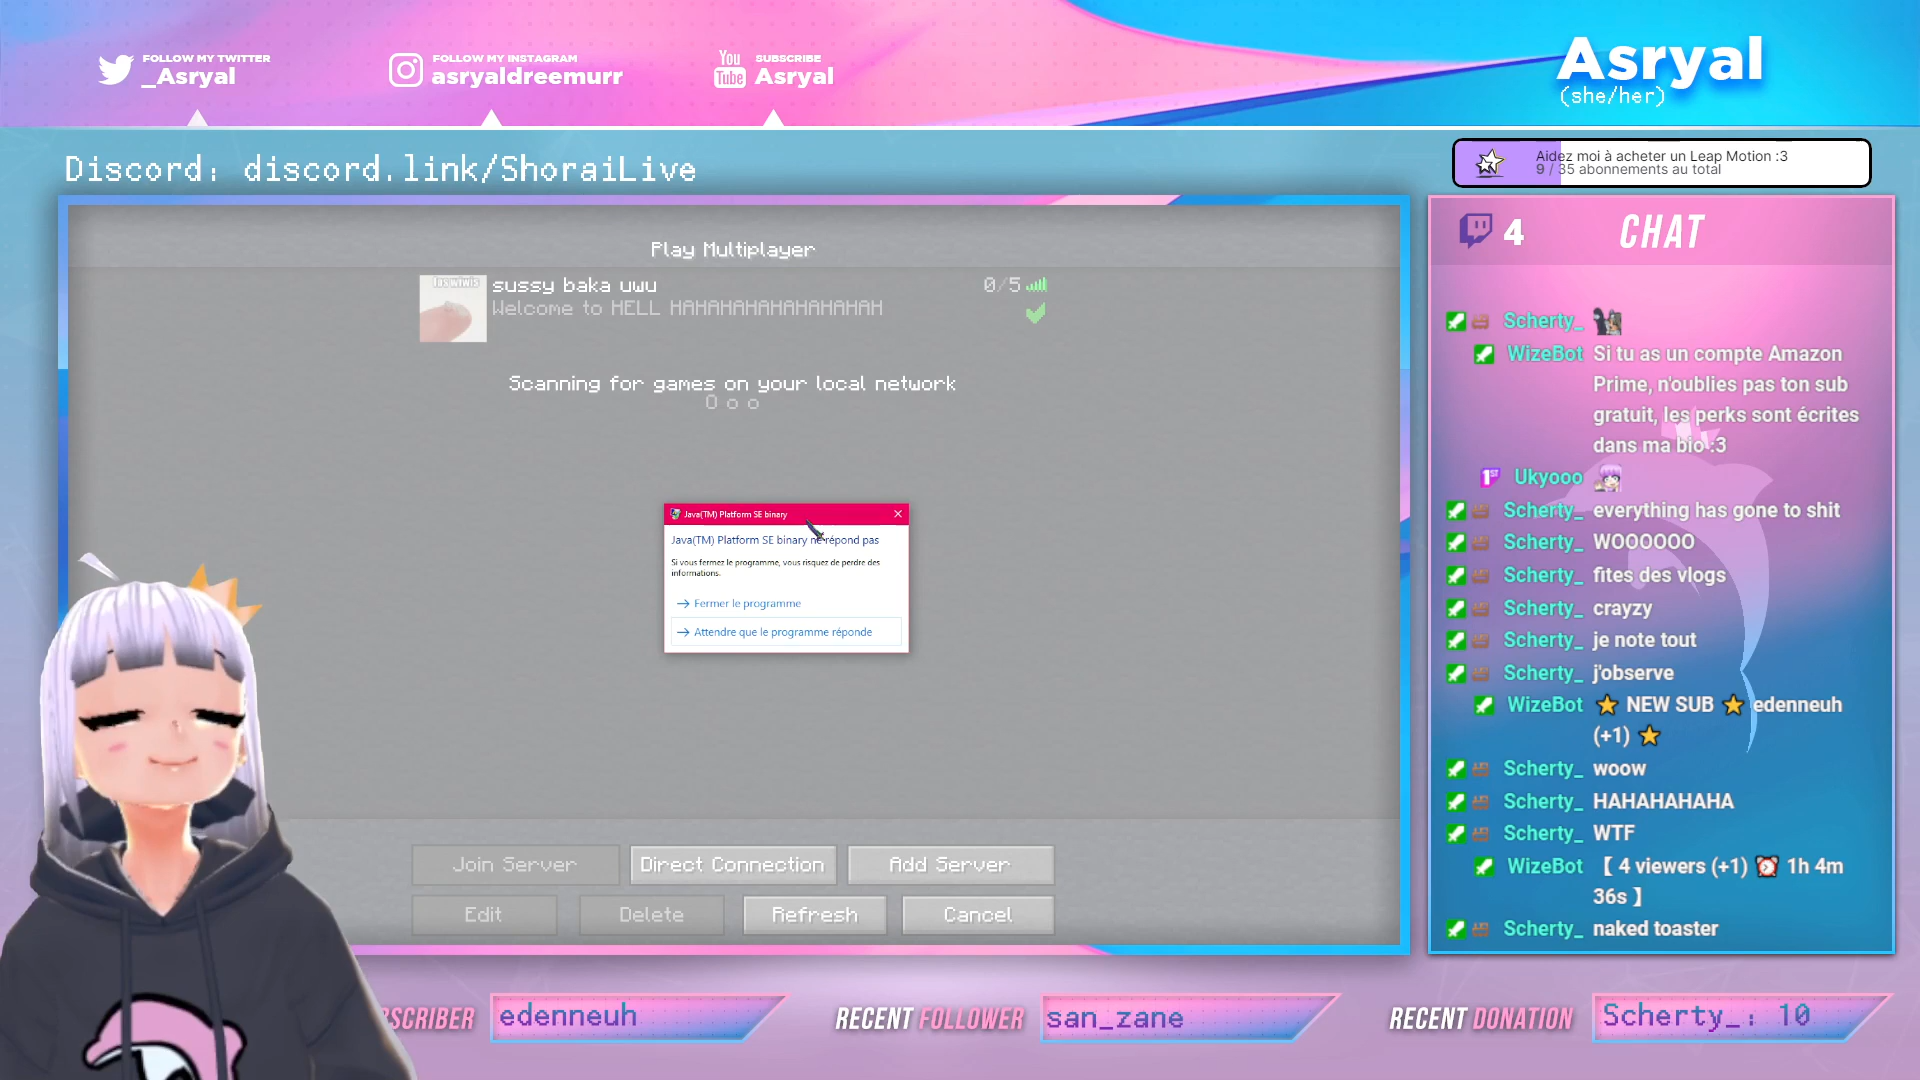 FOLLOW MY TWITTER
_Asryal
FOLLOW MY INSTAGRAM
asryaldreemurr
You Tube
SUBSCRIBE
Asryal
Asryal
(she/her)
Discord: discord.link/ShoraiLive
Aidez moi à acheter un Leap Motion :3
9 / 35 abonnements au total
Play Multiplayer
los wiwis
sussy baka uwu
0/5
Welcome to HELL HAHAHAHAHAHAHAHAH
Scanning for games on your local network
O o o
Java(TM) Platform SE binary
Java(TM) Platform SE binary ne répond pas
Si vous fermez le programme, vous risquez de perdre des
informations.
Fermer le programme
Attendre que le programme réponde
Join Server
Direct Connection
Add Server
Edit
Delete
Refresh
Cancel
4
CHAT
Scherty_
WizeBot Si tu as un compte Amazon
Prime, n'oublies pas ton sub
gratuit, les perks sont écrites
dans ma bio :3
1ST Ukyooo
Scherty_ everything has gone to shit
Scherty_ WOOOOOO
Scherty_ fites des vlogs
Scherty_ crayzy
Scherty_ je note tout
Scherty_ j'observe
WizeBot ⭐ NEW SUB ⭐ edenneuh
(+1) ⭐
Scherty_ woow
Scherty_ HAHAHAHAHA
Scherty_ WTF
WizeBot 【 4 viewers (+1) ⏰ 1h 4m
36s 】
Scherty_ naked toaster
SCRIBER
edenneuh
RECENT FOLLOWER
san_zane
RECENT DONATION
Scherty_: 10